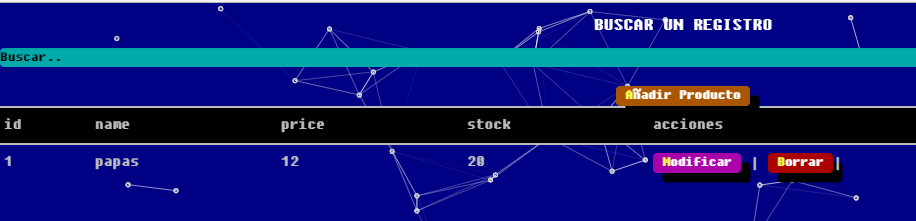 BUSCAR UN REGISTRO
Buscar..
Añadir Producto
id name price stock acciones
1 papas 12 20 Modificar | Borrar |